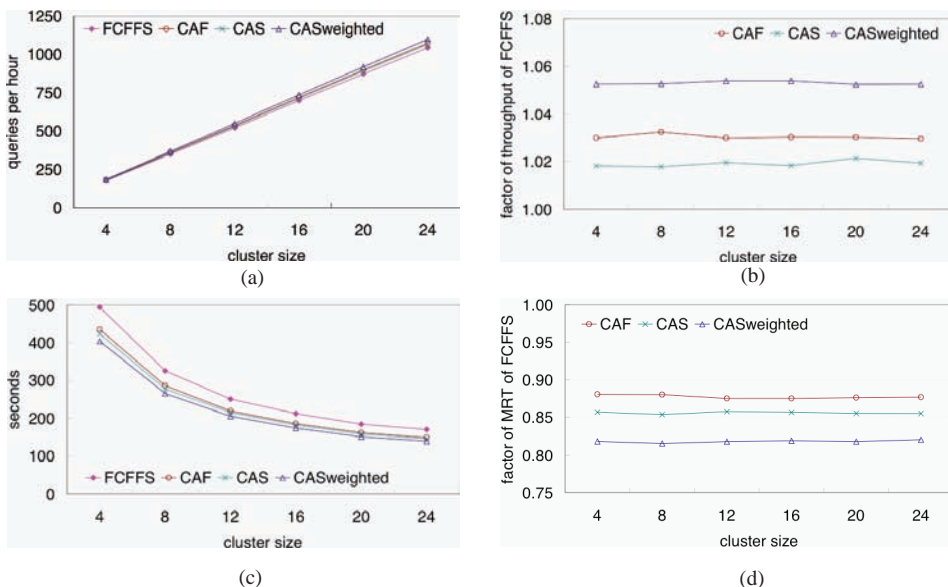 queries per hour
1250
1000
750
500
250
0
FCFFS CAF CAS CASweighted
4 8 12 16 20 24
cluster size
(a)
factor of throughput of FCFFS
1.08
1.06
1.04
1.02
1.00
CAF CAS CASweighted
4 8 12 16 20 24
cluster size
(b)
seconds
500
400
300
200
100
0
FCFFS CAF CAS CASweighted
4 8 12 16 20 24
cluster size
(c)
factor of MRT of FCFFS
1.00
0.95
0.90
0.85
0.80
0.75
CAF CAS CASweighted
4 8 12 16 20 24
cluster size
(d)